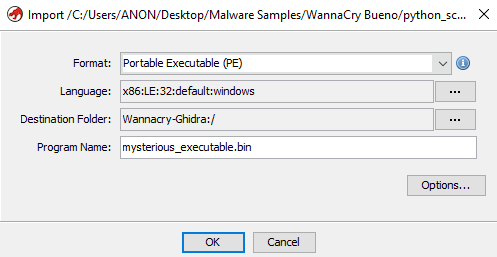 Import /C:/Users/ANON/Desktop/Malware Samples/WannaCry Bueno/python_sc...
Format: Portable Executable (PE)
Language: x86:LE:32:default:windows ...
Destination Folder: Wannacry-Ghidra:/ ...
Program Name: mysterious_executable.bin
Options...
OK Cancel